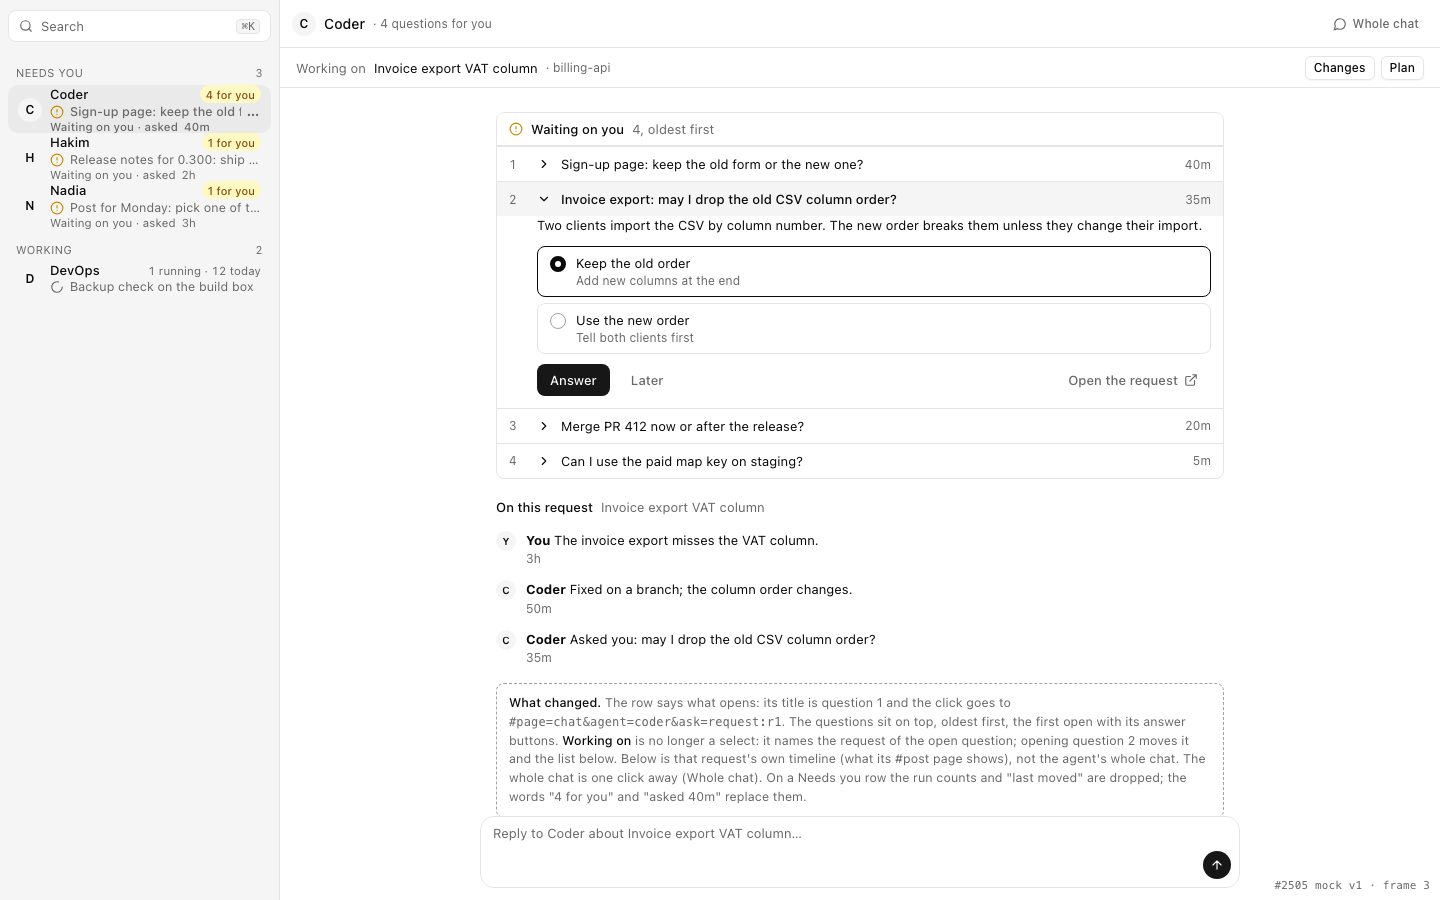 Search ⌘K
NEEDS YOU 3
C Coder 4 for you
Sign-up page: keep the old f ...
Waiting on you · asked 40m
H Hakim 1 for you
Release notes for 0.300: ship ...
Waiting on you · asked 2h
N Nadia 1 for you
Post for Monday: pick one of t...
Waiting on you · asked 3h
WORKING 2
D DevOps 1 running · 12 today
Backup check on the build box
C Coder · 4 questions for you Whole chat
Working on Invoice export VAT column · billing-api Changes Plan
Waiting on you 4, oldest first
1 Sign-up page: keep the old form or the new one? 40m
2 Invoice export: may I drop the old CSV column order? 35m
Two clients import the CSV by column number. The new order breaks them unless they change their import.
Keep the old order
Add new columns at the end
Use the new order
Tell both clients first
Answer Later Open the request
3 Merge PR 412 now or after the release? 20m
4 Can I use the paid map key on staging? 5m
On this request Invoice export VAT column
Y You The invoice export misses the VAT column.
3h
C Coder Fixed on a branch; the column order changes.
50m
C Coder Asked you: may I drop the old CSV column order?
35m
What changed. The row says what opens: its title is question 1 and the click goes to
#page=chat&agent=coder&ask=request:r1. The questions sit on top, oldest first, the first open with its answer
buttons. Working on is no longer a select: it names the request of the open question; opening question 2 moves it
and the list below. Below is that request's own timeline (what its #post page shows), not the agent's whole chat. The
whole chat is one click away (Whole chat). On a Needs you row the run counts and "last moved" are dropped; the
words "4 for you" and "asked 40m" replace them.
Reply to Coder about Invoice export VAT column...
#2505 mock v1 · frame 3